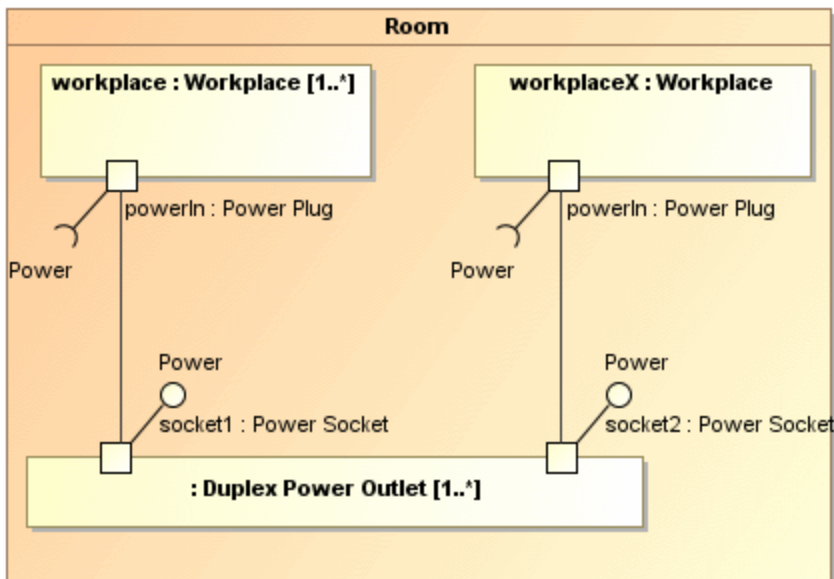 Room
workplace : Workplace [1..*]
workplaceX : Workplace
powerIn : Power Plug
powerIn : Power Plug
Power
Power
Power
Power
socket1 : Power Socket
socket2 : Power Socket
: Duplex Power Outlet [1..*]